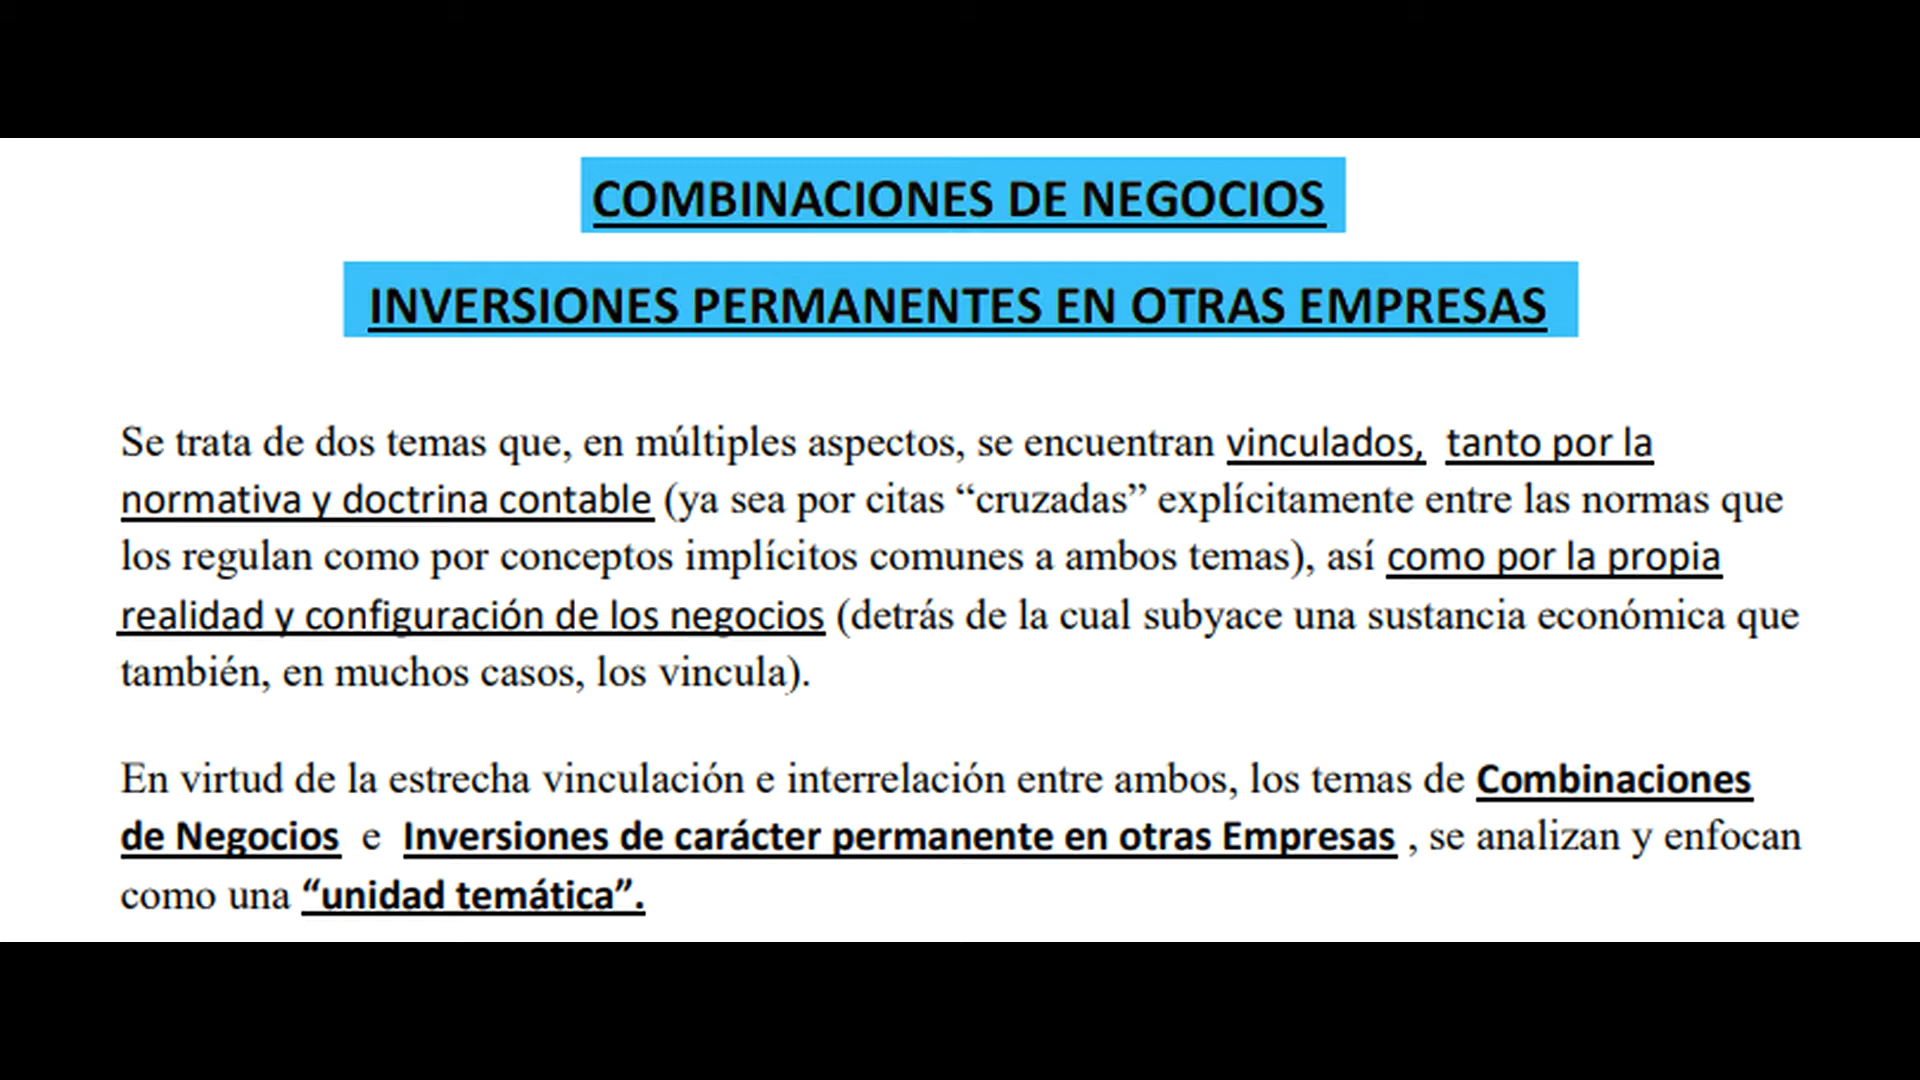 COMBINACIONES DE NEGOCIOS
INVERSIONES PERMANENTES EN OTRAS EMPRESAS
Se trata de dos temas que, en múltiples aspectos, se encuentran vinculados, tanto por la
normativa y doctrina contable (ya sea por citas “cruzadas” explícitamente entre las normas que
los regulan como por conceptos implícitos comunes a ambos temas), así como por la propia
realidad y configuración de los negocios (detrás de la cual subyace una sustancia económica que
también, en muchos casos, los vincula).
En virtud de la estrecha vinculación e interrelación entre ambos, los temas de Combinaciones
de Negocios e Inversiones de carácter permanente en otras Empresas , se analizan y enfocan
como una “unidad temática”.